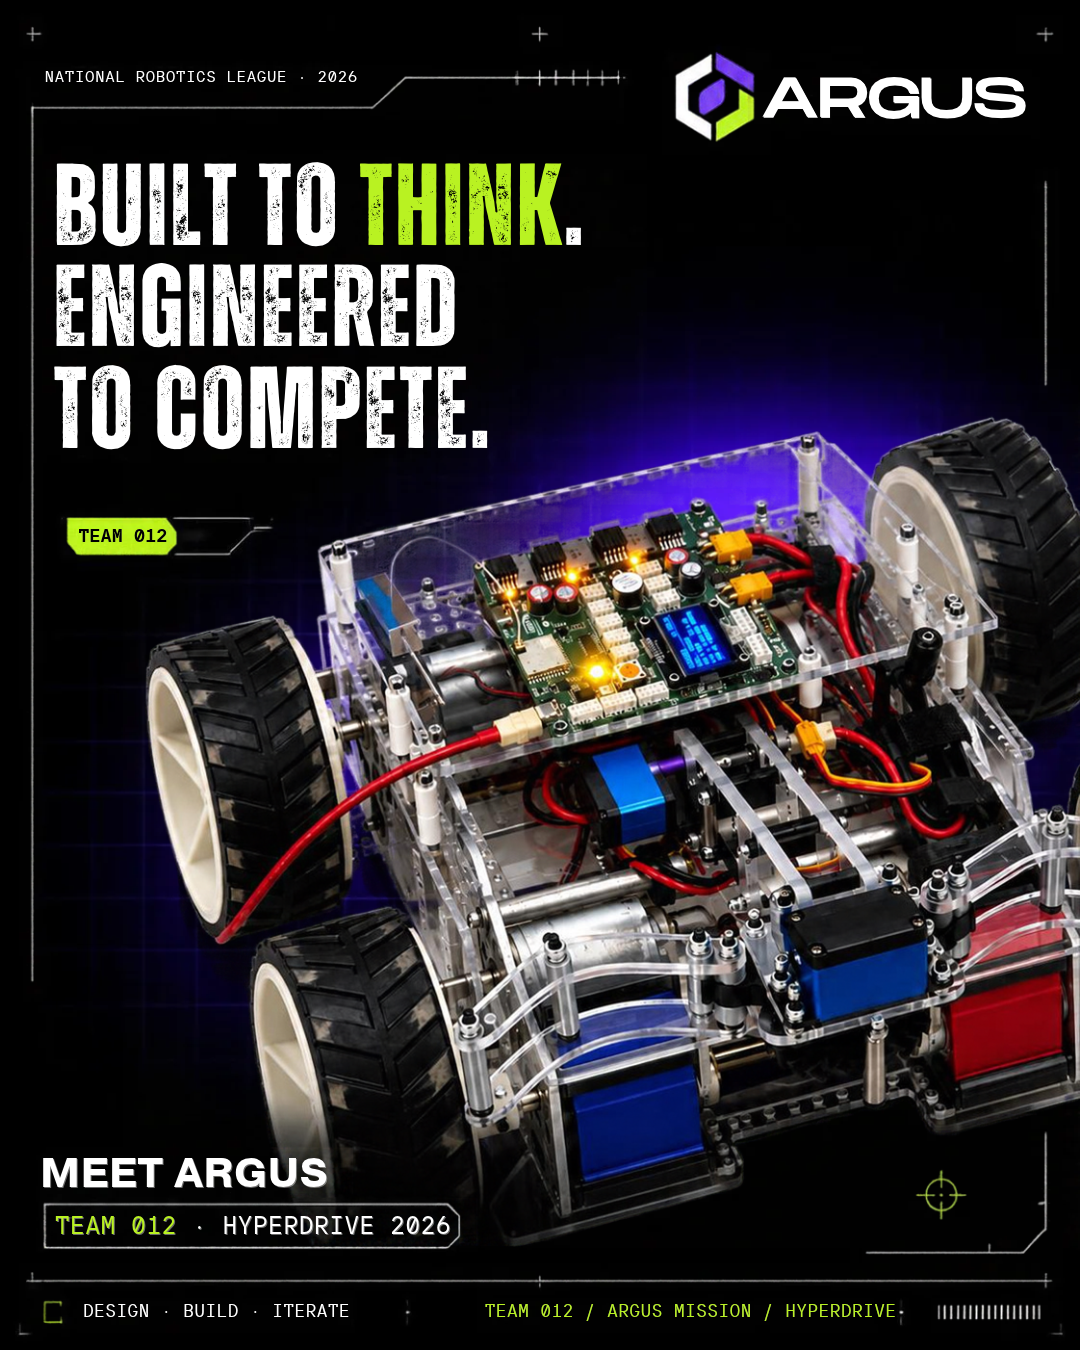 NATIONAL ROBOTICS LEAGUE · 2026
ARGUS
BUILT TO THINK.
ENGINEERED
TO COMPETE.
TEAM 012
MEET ARGUS
TEAM 012 · HYPERDRIVE 2026
DESIGN · BUILD · ITERATE
TEAM 012 / ARGUS MISSION / HYPERDRIVE